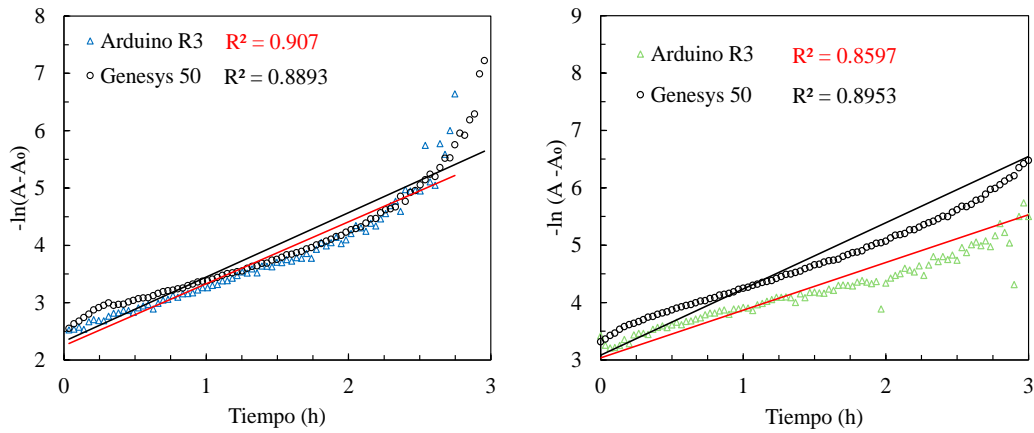 8
7
6
5
4
3
2
-ln(A-A₀)
Arduino R3 R² = 0.907
Genesys 50 R² = 0.8893
0 1 2 3
Tiempo (h)
9
8
7
6
5
4
3
-ln (A -A₀)
Arduino R3 R² = 0.8597
Genesys 50 R² = 0.8953
0 1 2 3
Tiempo (h)